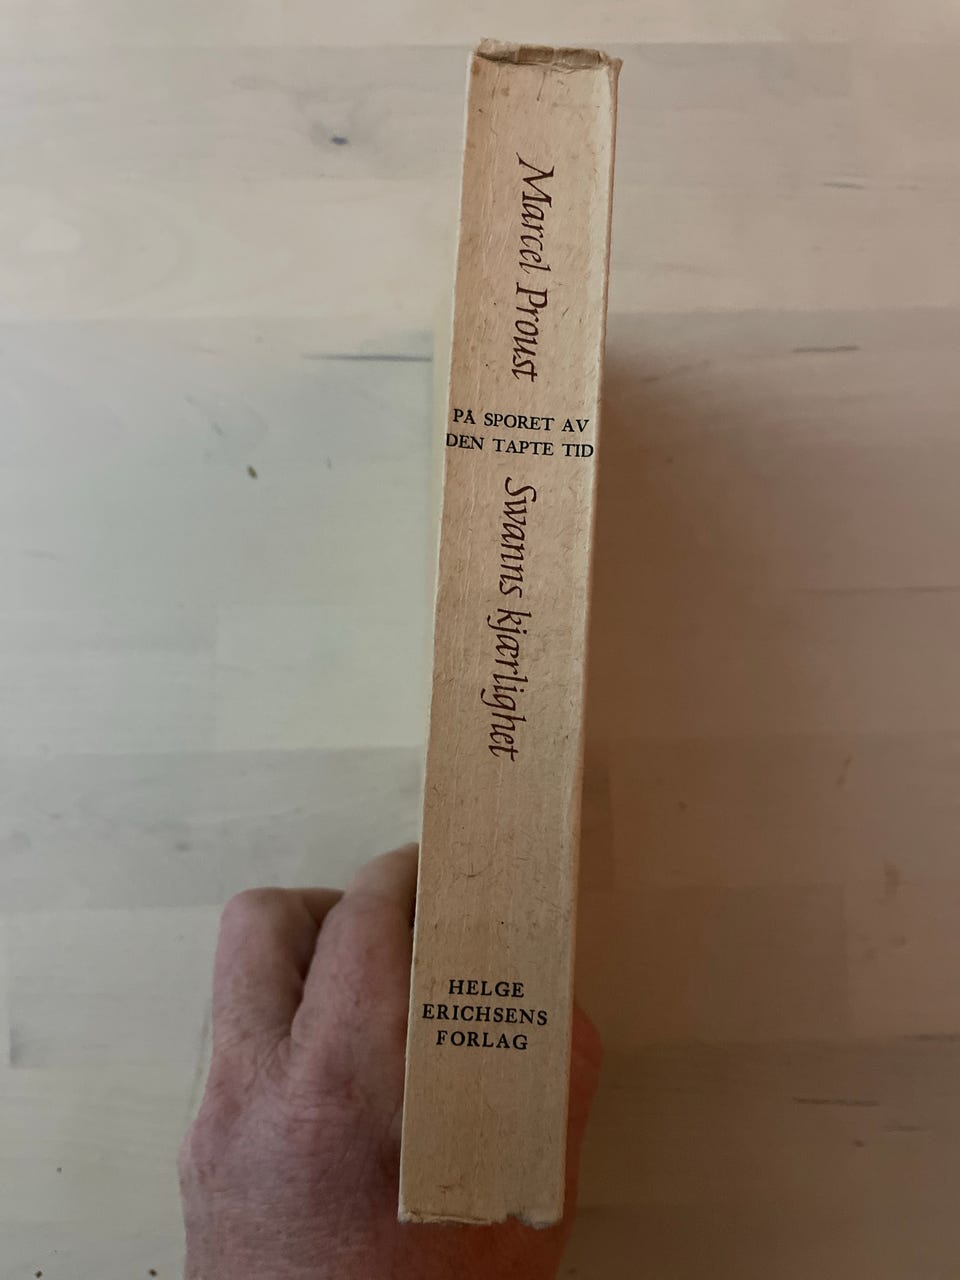 Marcel Proust
PÅ SPORET AV
DEN TAPTE TID
Swanns kjærlighet
HELGE
ERICHSENS
FORLAG